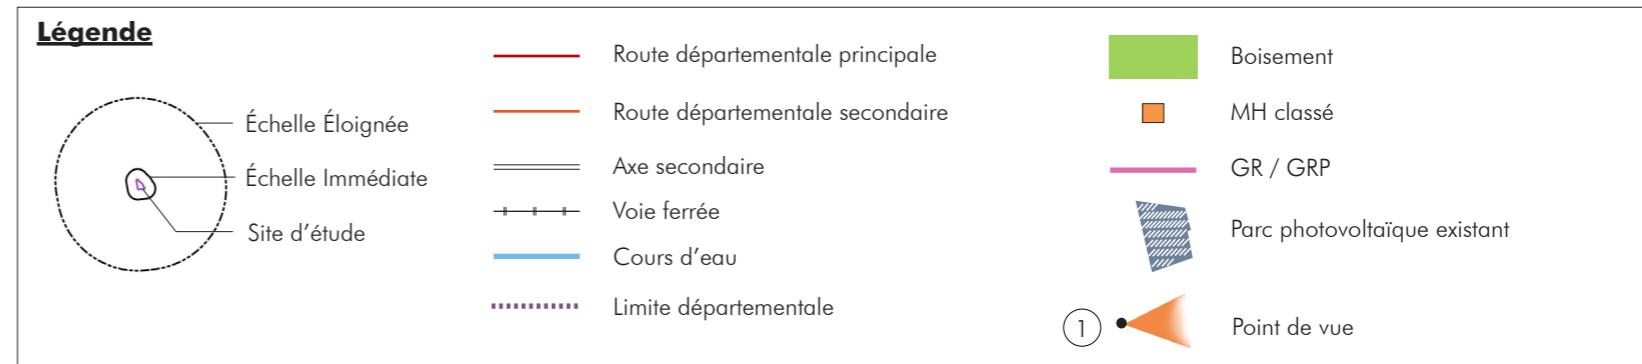 Légende
Échelle Éloignée
Échelle Immédiate
Site d’étude
Route départementale principale
Route départementale secondaire
Axe secondaire
Voie ferrée
Cours d’eau
Limite départementale
Boisement
MH classé
GR / GRP
Parc photovoltaïque existant
1
Point de vue